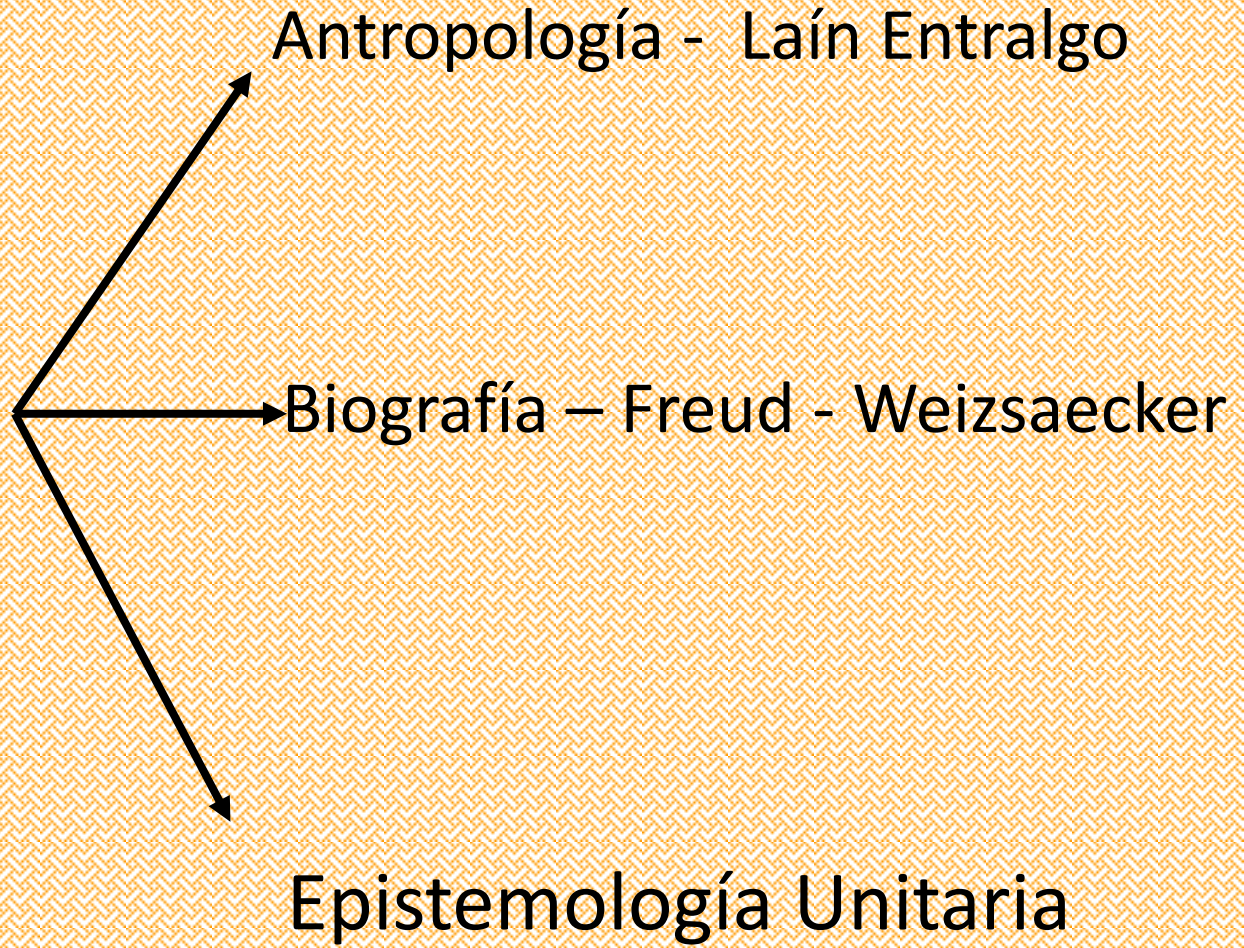 Antropología - Laín Entralgo
Biografía – Freud - Weizsaecker
Epistemología Unitaria